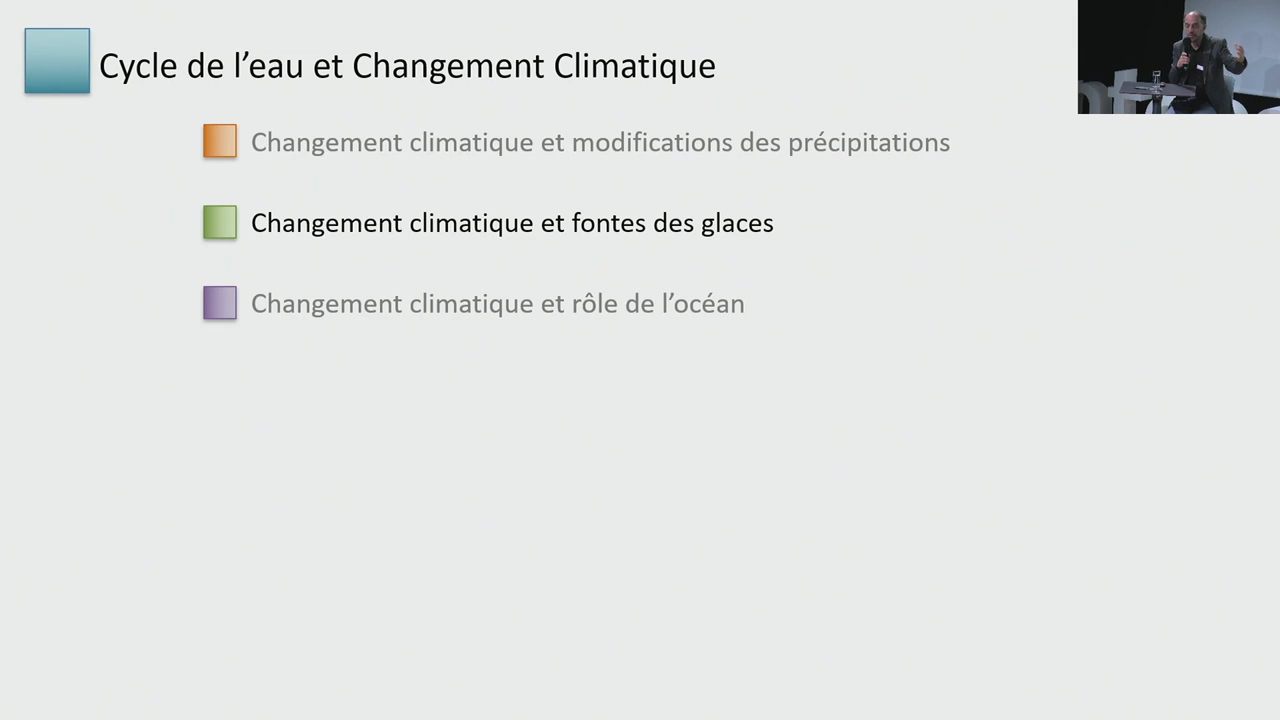 Cycle de l’eau et Changement Climatique
Changement climatique et modifications des précipitations
Changement climatique et fontes des glaces
Changement climatique et rôle de l’océan